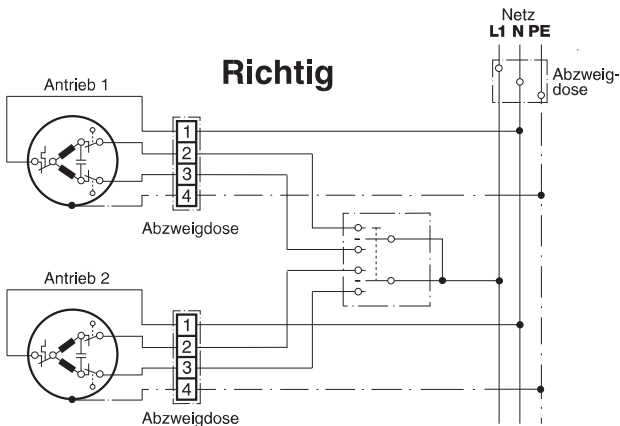 Netz
L1 N PE
Richtig
Abzweig-
dose
Antrieb 1
1
2
3
4
Abzweigdose
Antrieb 2
1
2
3
4
Abzweigdose